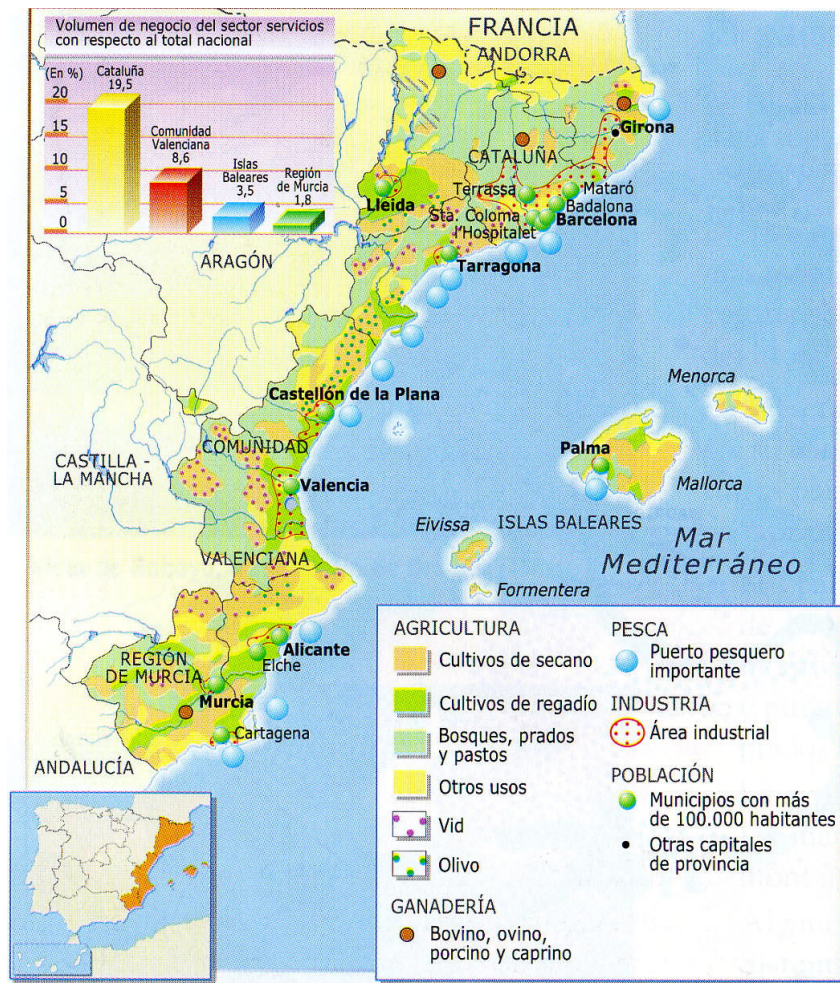 Volumen de negocio del sector servicios
con respecto al total nacional
(En %)
20
15
10
5
0
Cataluña
19,5
Comunidad
Valenciana
8,6
Islas
Baleares
3,5
Región
de Murcia
1,8
FRANCIA
ANDORRA
Girona
CATALUÑA
Terrassa
Mataró
Badalona
Lleida
Sta. Coloma
Barcelona
l'Hospitalet
ARAGÓN
Tarragona
Menorca
Castellón de la Plana
COMUNIDAD
Palma
CASTILLA -
LA MANCHA
Valencia
Mallorca
Eivissa
ISLAS BALEARES
Mar
Mediterráneo
VALENCIANA
Formentera
Alicante
Elche
REGIÓN
DE MURCIA
Murcia
Cartagena
ANDALUCÍA
AGRICULTURA
Cultivos de secano
Cultivos de regadío
Bosques, prados
y pastos
Otros usos
Vid
Olivo
GANADERÍA
Bovino, ovino,
porcino y caprino
PESCA
Puerto pesquero
importante
INDUSTRIA
Área industrial
POBLACIÓN
Municipios con más
de 100.000 habitantes
Otras capitales
de provincia